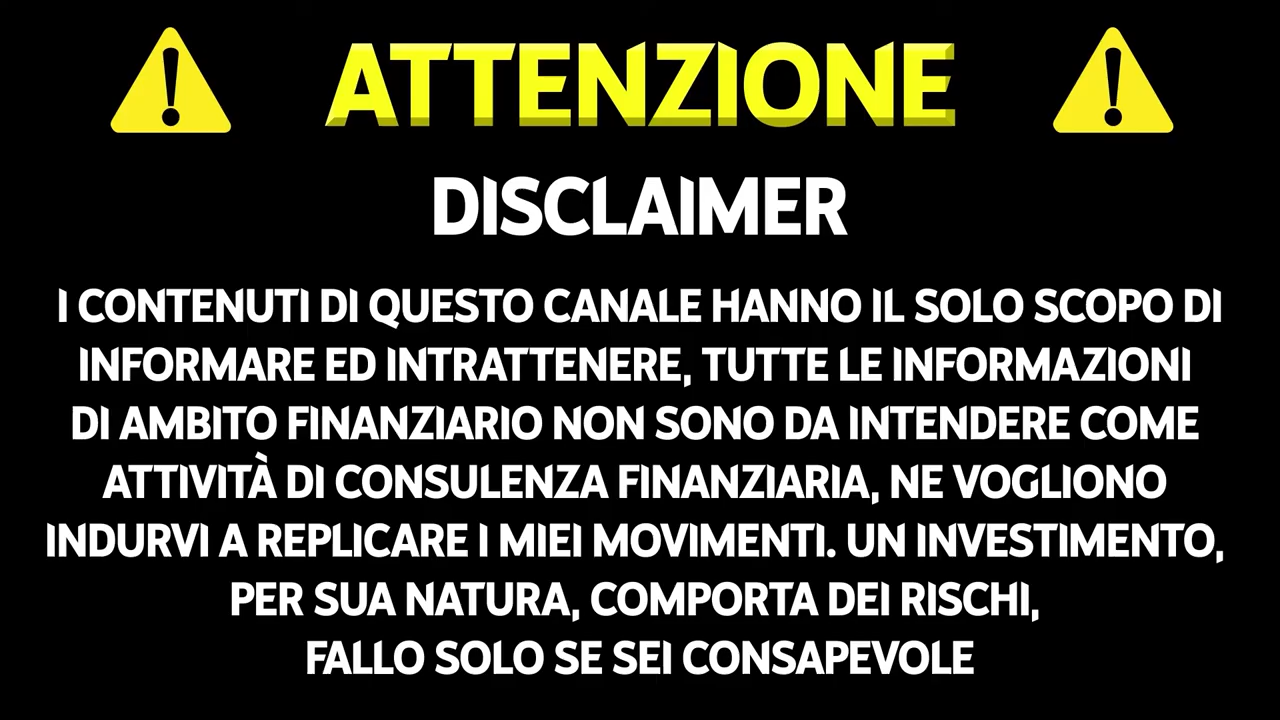 ATTENZIONE
DISCLAIMER
I CONTENUTI DI QUESTO CANALE HANNO IL SOLO SCOPO DI
INFORMARE ED INTRATTENERE, TUTTE LE INFORMAZIONI
DI AMBITO FINANZIARIO NON SONO DA INTENDERE COME
ATTIVITÀ DI CONSULENZA FINANZIARIA, NE VOGLIONO
INDURVI A REPLICARE I MIEI MOVIMENTI. UN INVESTIMENTO,
PER SUA NATURA, COMPORTA DEI RISCHI,
FALLO SOLO SE SEI CONSAPEVOLE